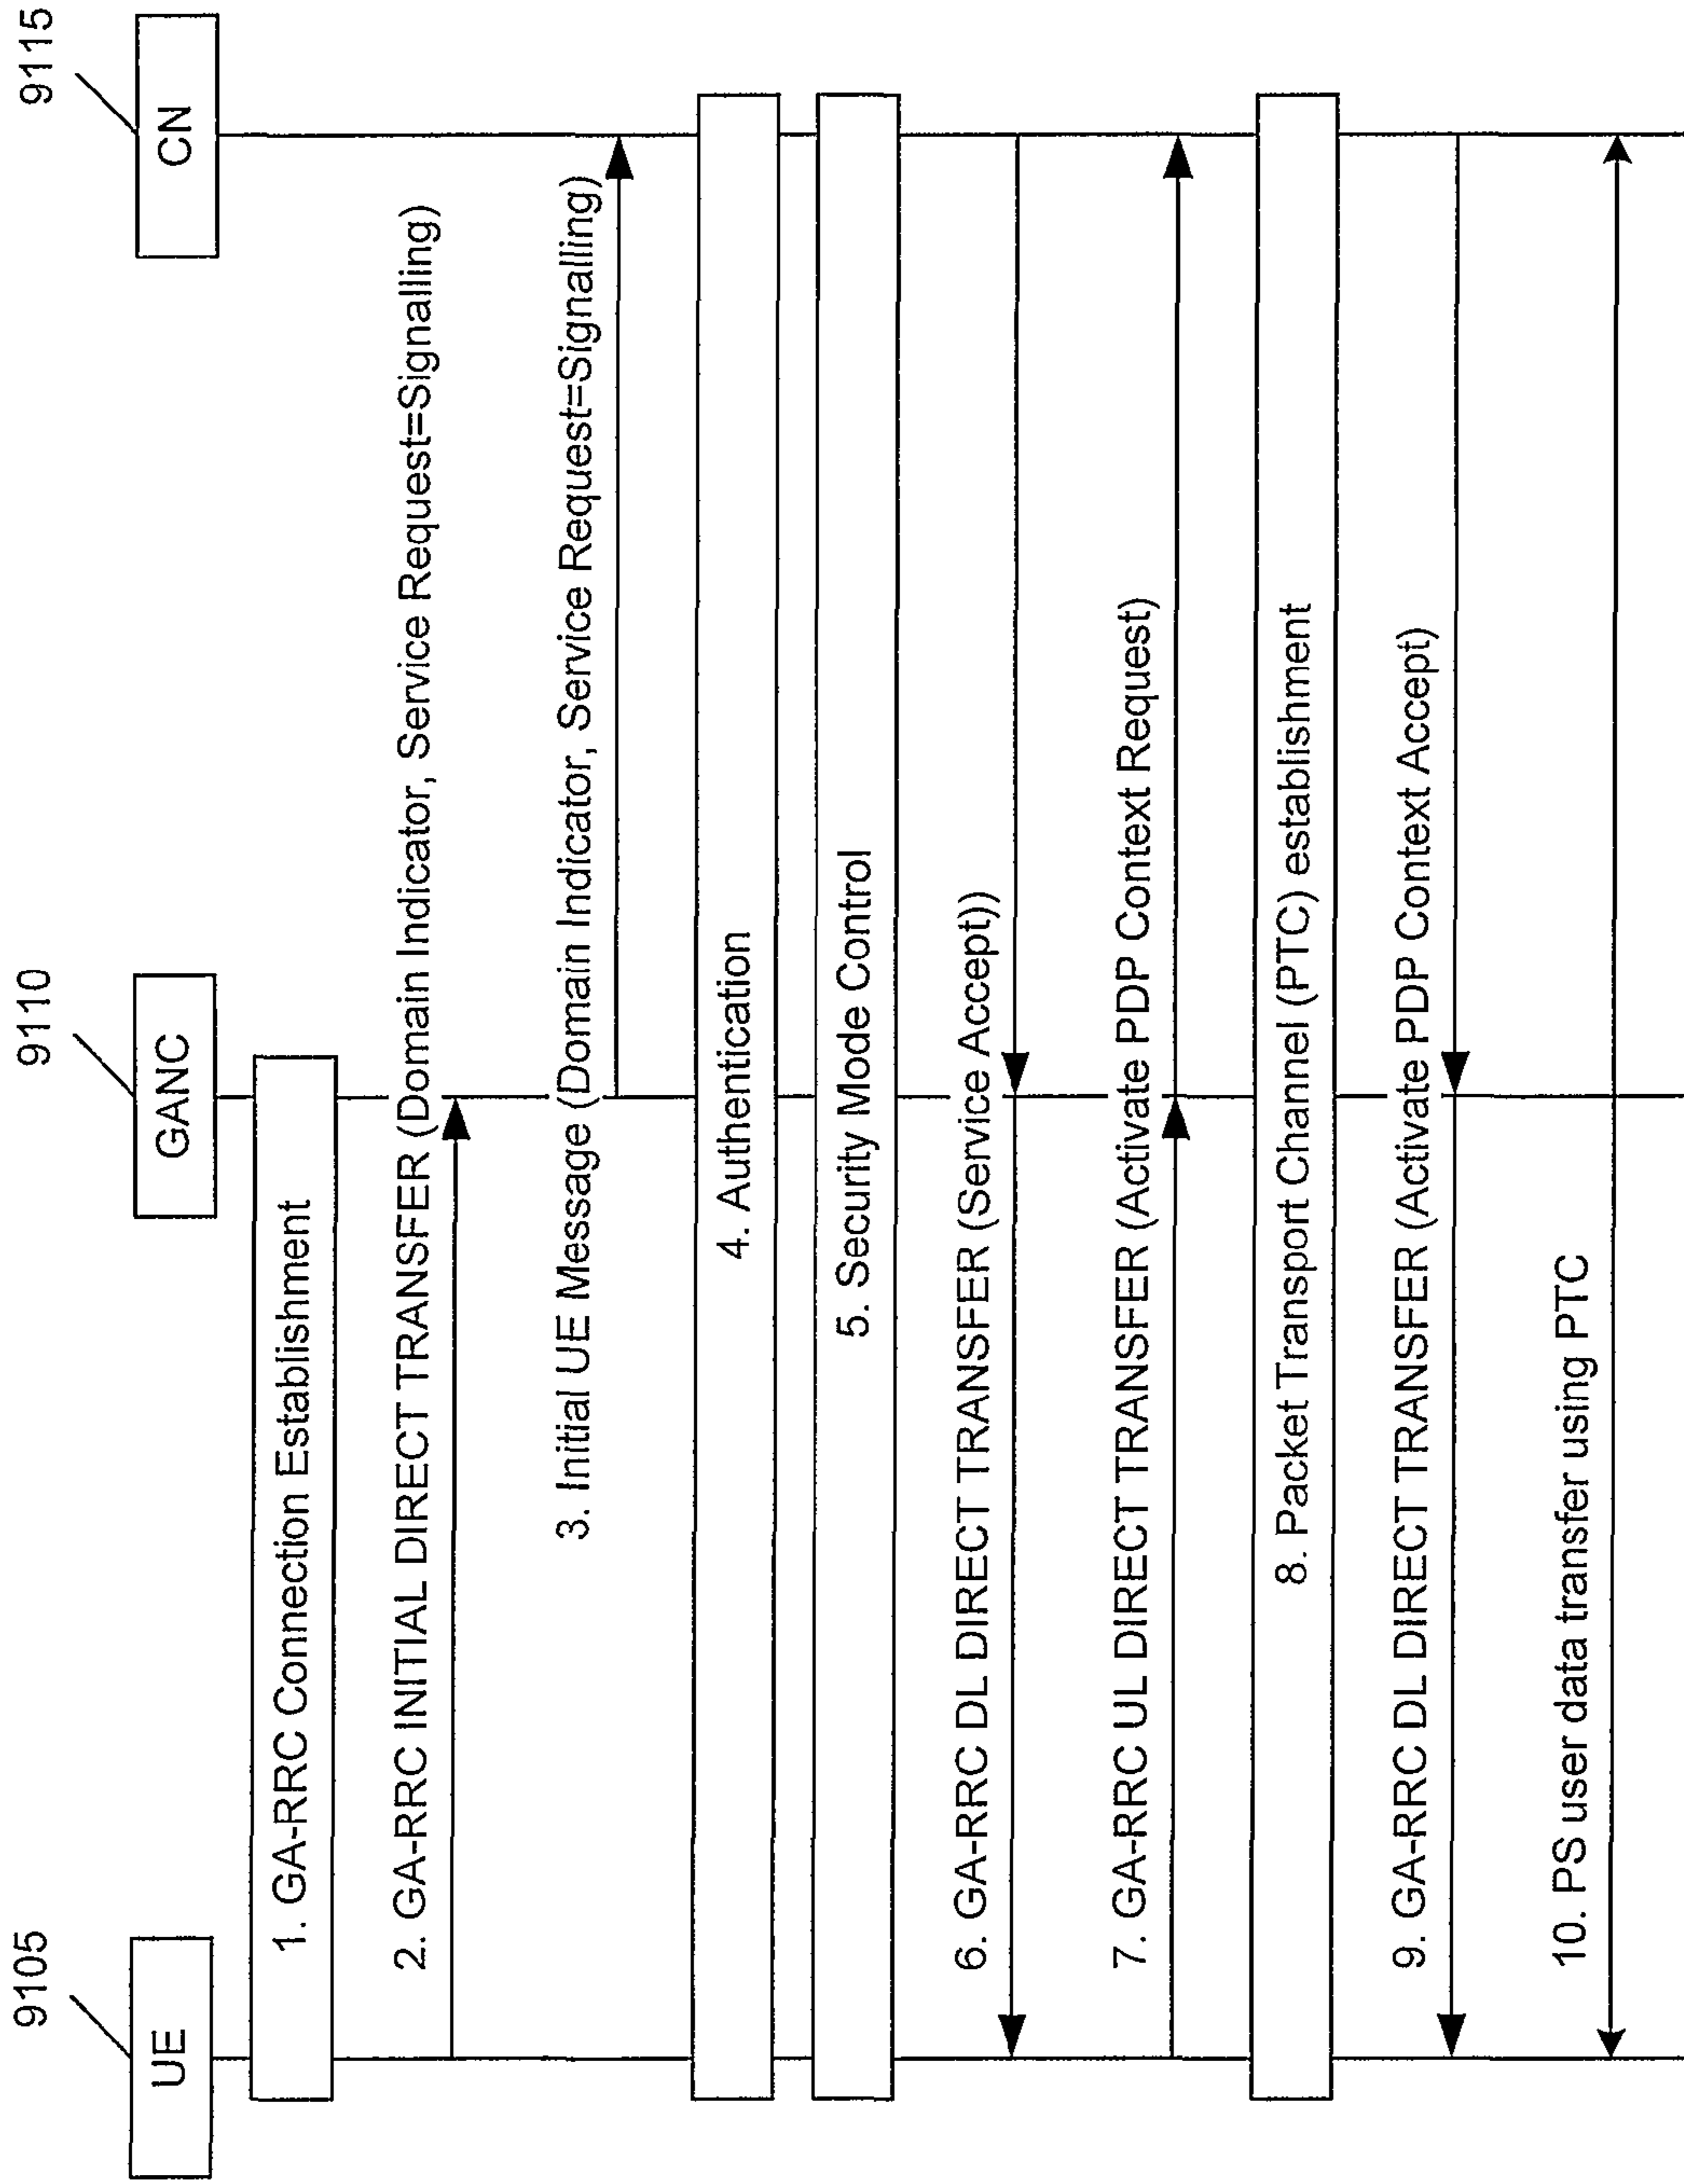 9105
9110
9115
UE
GANC
CN
1. GA-RRC Connection Establishment
2. GA-RRC INITIAL DIRECT TRANSFER (Domain Indicator, Service Request=Signalling)
3. Initial UE Message (Domain Indicator, Service Request=Signalling)
4. Authentication
5. Security Mode Control
6. GA-RRC DL DIRECT TRANSFER (Service Accept))
7. GA-RRC UL DIRECT TRANSFER (Activate PDP Context Request)
8. Packet Transport Channel (PTC) establishment
9. GA-RRC DL DIRECT TRANSFER (Activate PDP Context Accept)
10. PS user data transfer using PTC